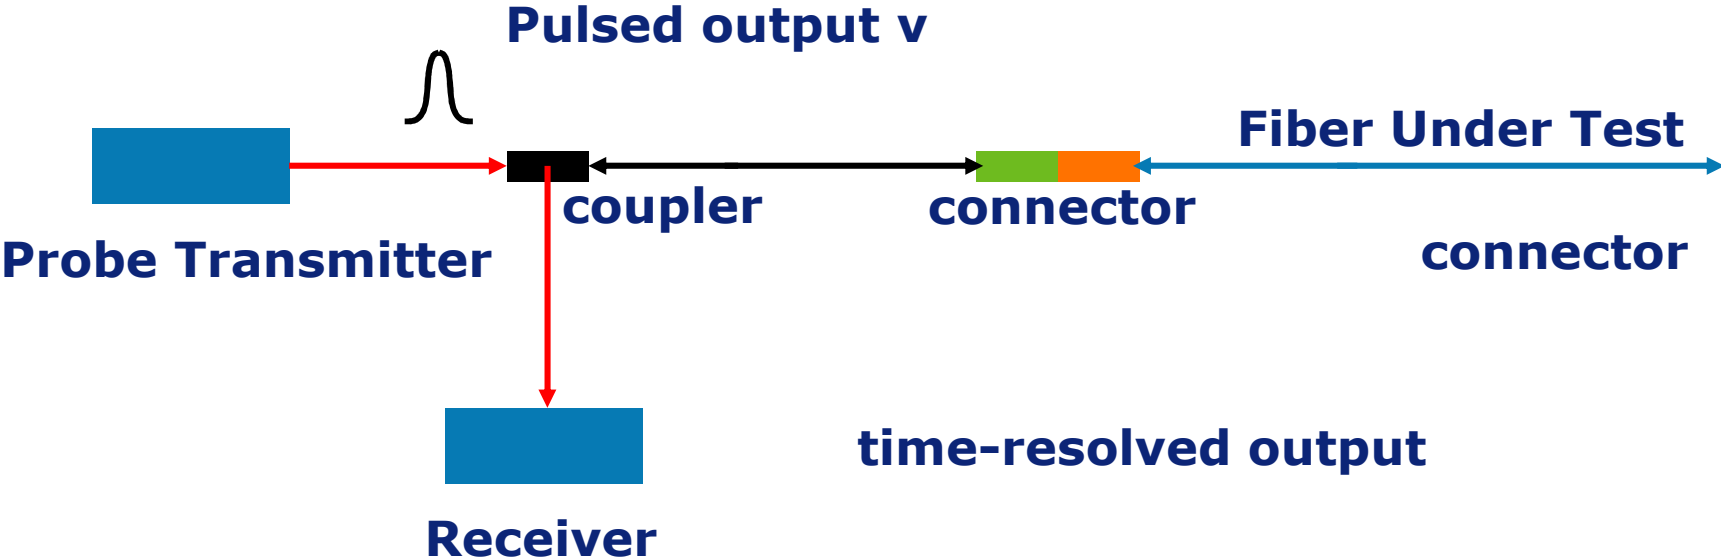 Pulsed output v
Fiber Under Test
coupler
connector
connector
Probe Transmitter
time-resolved output
Receiver